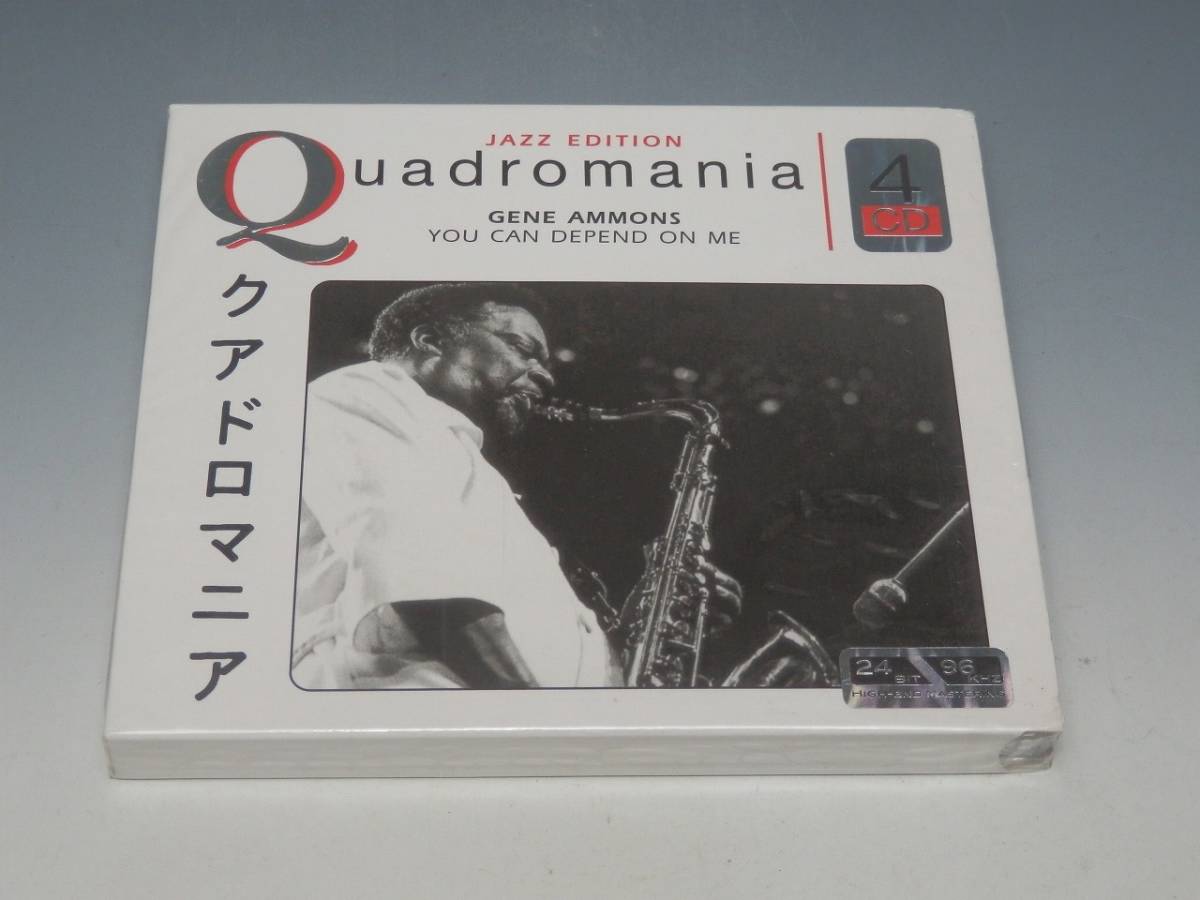 JAZZ EDITION
Quadromania
GENE AMMONS
YOU CAN DEPEND ON ME
4
CD
クアドロマニア
24 BIT 96 KHZ
HIGH-END MASTERING